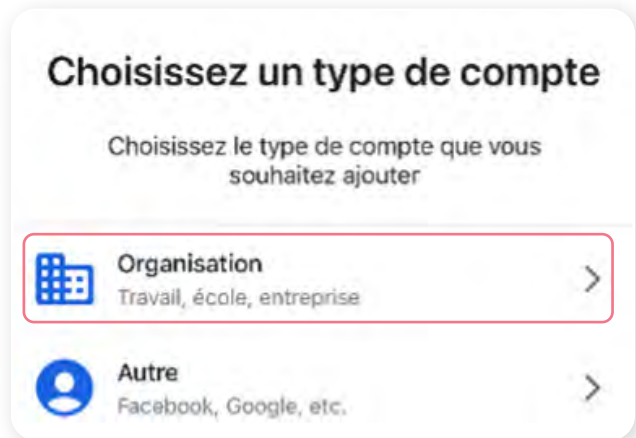 Choisissez un type de compte
Choisissez le type de compte que vous
souhaitez ajouter
Organisation
Travail, école, entreprise
Autre
Facebook, Google, etc.